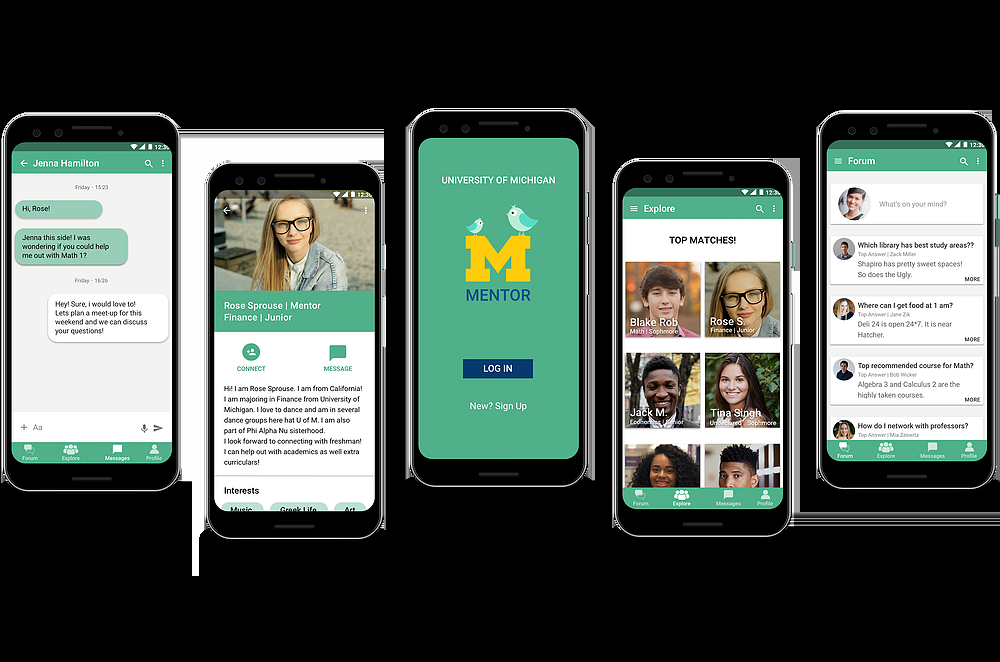 12:30
Jenna Hamilton
Friday • 15:23
Hi, Rose!
Jenna this side! I was
wondering if you could help
me out with Math 1?
Friday • 16:26
Hey! Sure, i would love to!
Lets plan a meet-up for this
weekend and we can discuss
your questions!
Aa
Forum Explore Messages Profile
12:30
Rose Sprouse | Mentor
Finance | Junior
CONNECT MESSAGE
Hi! I am Rose Sprouse. I am from California!
I am majoring in Finance from University of
Michigan. I love to dance and am in several
dance groups here hat U of M. I am also
part of Phi Alpha Nu sisterhood.
I look forward to connecting with freshman!
I can help out with academics as well extra
curriculars!
Interests
Music Greek Life Art
UNIVERSITY OF MICHIGAN
M
MENTOR
LOG IN
New? Sign Up
12:30
Explore
TOP MATCHES!
Blake Rob
Math | Sophmore
Rose S.
Finance | Junior
Jack M.
Economics | Junior
Tina Singh
Undeclared | Sophmore
Forum Explore Messages Profile
12:30
Forum
What's on your mind?
Which library has best study areas??
Top Answer | Zack Miller
Shapiro has pretty sweet spaces!
So does the Ugly.
MORE
Where can I get food at 1 am?
Top Answer | Jane Zik
Deli 24 is open 24*7. It is near
Hatcher.
MORE
Top recommended course for Math?
Top Answer | Bob Wicker
Algebra 3 and Calculus 2 are the
highly taken courses.
MORE
How do I network with professors?
Top Answer | Mia Zeowitz
Forum Explore Messages Profile